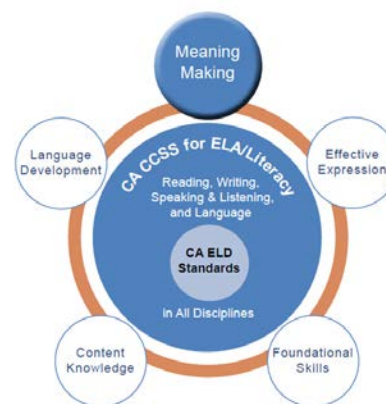 Meaning
Making
Language
Development
Effective
Expression
CA CCSS for ELA/Literacy
Reading, Writing,
Speaking & Listening,
and Language
CA ELD
Standards
in All Disciplines
Content
Knowledge
Foundational
Skills